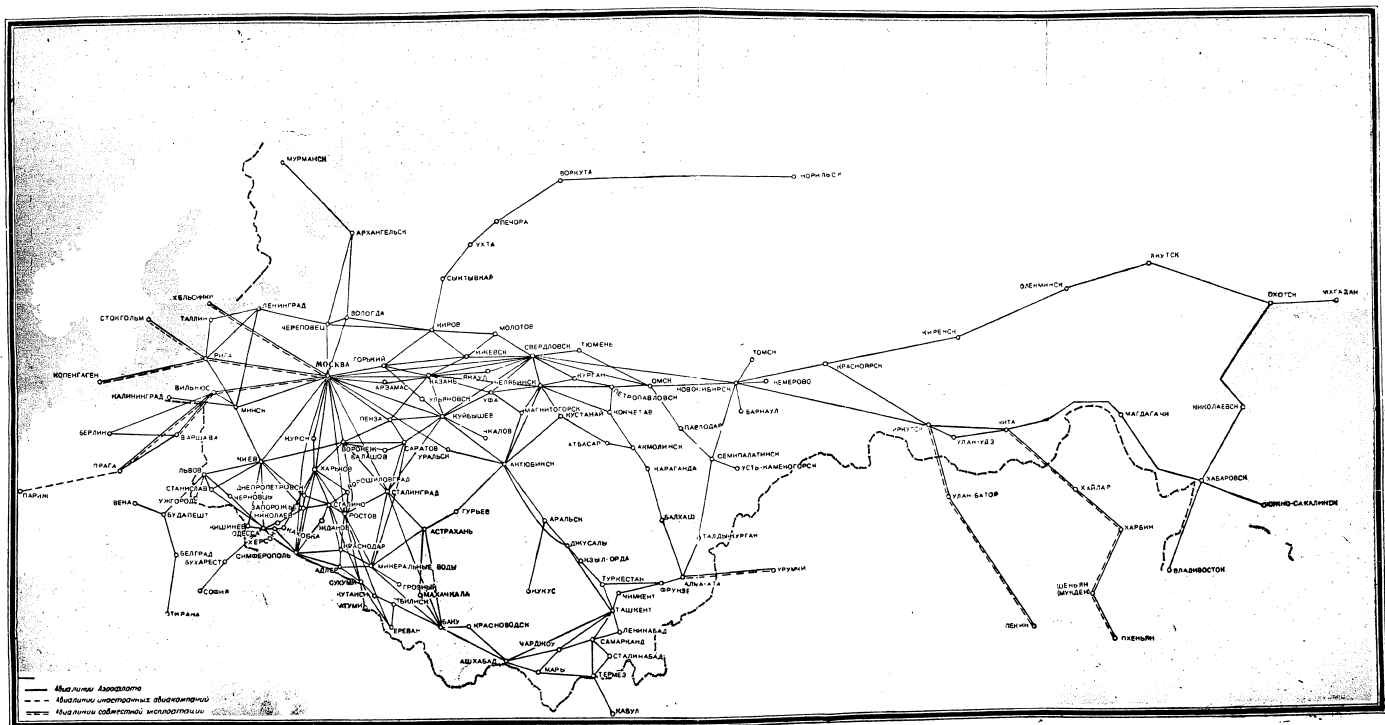 МУРМАНСК
ВОРКУТА
НОРИЛЬСК
ПЕЧОРА
АРХАНГЕЛЬСК
УХТА
ЯКУТСК
СЫКТЫВКАР
ОЛЕКМИНСК
ОХОТСК
МАГАДАН
ХЕЛЬСИНКИ
ЛЕНИНГРАД
СТОКГОЛЬМ
ТАЛЛИН
ЧЕРЕПОВЕЦ
ВОЛОГДА
КИРОВ
МОЛОТОВ
КИРЕНСК
РИГА
МОСКВА
ГОРЬКИЙ
ИЖЕВСК
СВЕРДЛОВСК
ТЮМЕНЬ
ТОМСК
КРАСНОЯРСК
КОПЕНГАГЕН
ВИЛЬНЮС
АРЗАМАС
КАЗАНЬ
ЯНАУЛ
ЧЕЛЯБИНСК
КУРГАН
ОМСК
НОВОСИБИРСК
КЕМЕРОВО
КАЛИНИНГРАД
МИНСК
УЛЬЯНОВСК
УФА
ПЕТРОПАВЛОВСК
НИКОЛАЕВСК
ПЕНЗА
КУЙБЫШЕВ
МАГНИТОГОРСК
КУСТАНАЙ
КОКЧЕТАВ
БАРНАУЛ
МАГДАГАЧИ
БЕРЛИН
ВАРШАВА
КУРСК
ЧКАЛОВ
ПАВЛОДАР
ИРКУТСК
УЛАН-УДЭ
ЧИТА
ПРАГА
КИЕВ
ВОРОНЕЖ
БАЛАШОВ
САРАТОВ
УРАЛЬСК
АТБАСАР
АКМОЛИНСК
СЕМИПАЛАТИНСК
УСТЬ-КАМЕНОГОРСК
ЛЬВОВ
ХАРЬКОВ
АКТЮБИНСК
КАРАГАНДА
ХАБАРОВСК
ПАРИЖ
СТАНИСЛАВ
ЧЕРНОВЦЫ
ДНЕПРОПЕТРОВСК
ВОРОШИЛОВГРАД
СТАЛИНГРАД
УЛАН-БАТОР
ХАЙЛАР
ВЕНА
УЖГОРОД
БУДАПЕШТ
ЗАПОРОЖЬЕ
СТАЛИНО
ГУРЬЕВ
ЮЖНО-САХАЛИНСК
НИКОЛАЕВ
РОСТОВ
КИШИНЕВ
ОДЕССА
КАХОВКА
ЖДАНОВ
АСТРАХАНЬ
АРАЛЬСК
БАЛХАШ
ХАРБИН
ХЕРСОН
ТАЛДЫ-КУРГАН
БЕЛГРАД
БУХАРЕСТ
СИМФЕРОПОЛЬ
КРАСНОДАР
ДЖУСАЛЫ
КЗЫЛ-ОРДА
АДЛЕР
МИНЕРАЛЬНЫЕ ВОДЫ
АЛМА-АТА
УРУМЧИ
ВЛАДИВОСТОК
СОФИЯ
СУХУМИ
ГРОЗНЫЙ
МАХАЧКАЛА
НУКУС
ТУРКЕСТАН
ФРУНЗЕ
ШЕНЬЯН
(МУКДЕН)
КУТАИСИ
ТБИЛИСИ
ЧИМКЕНТ
БАТУМИ
ТАШКЕНТ
ТИРАНА
ЕРЕВАН
БАКУ
КРАСНОВОДСК
ЛЕНИНАБАД
ПЕКИН
ПХЕНЬЯН
ЧАРДЖОУ
САМАРКАНД
АШХАБАД
СТАЛИНАБАД
МАРЫ
ТЕРМЕЗ
КАБУЛ
Авиалинии Аэрофлота
Авиалинии иностранных авиакомпаний
Авиалинии совместной эксплоатации